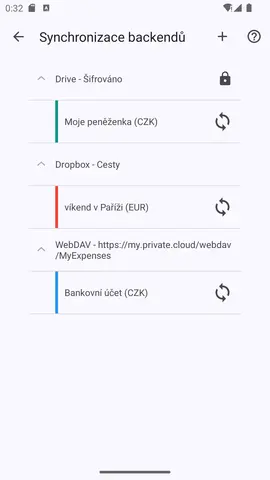 0:32
Synchronizace backendů
Drive - Šifrováno
Moje peněženka (CZK)
Dropbox - Cesty
víkend v Paříži (EUR)
WebDAV - https://my.private.cloud/webdav
/MyExpenses
Bankovní účet (CZK)